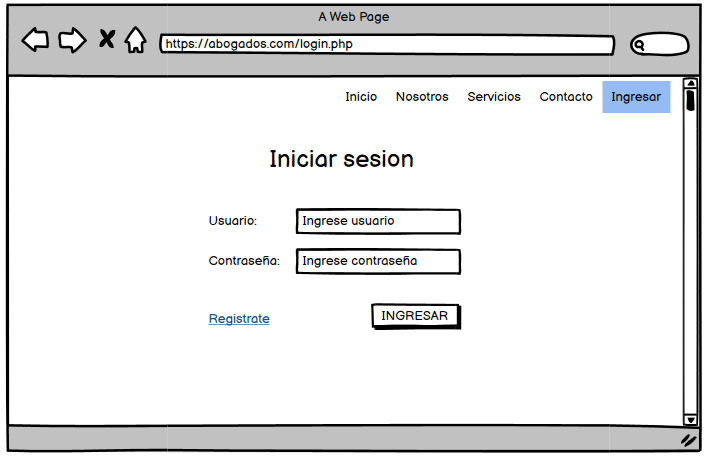 A Web Page
https://abogados.com/login.php
Inicio Nosotros Servicios Contacto Ingresar
Iniciar sesion
Usuario: Ingrese usuario
Contraseña: Ingrese contraseña
Registrate INGRESAR